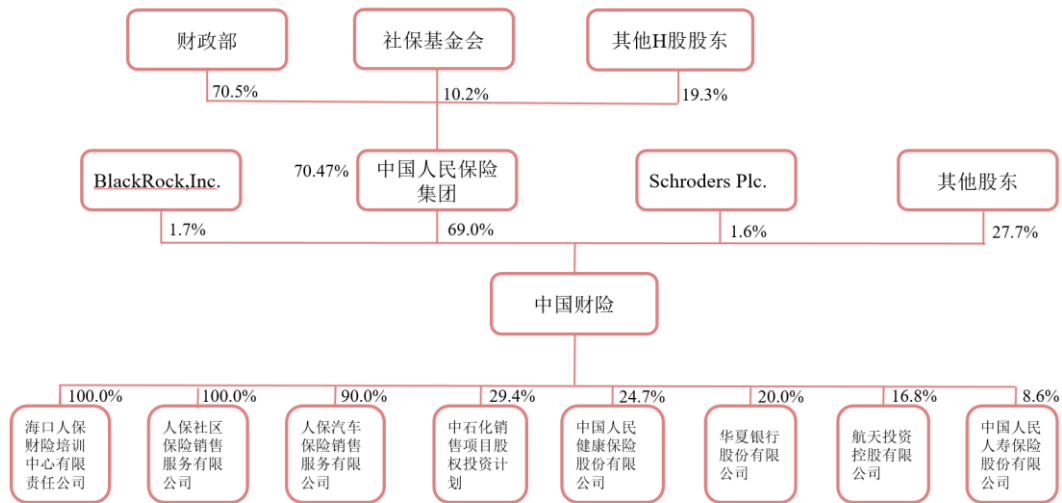 财政部
社保基金会
其他H股股东
70.5%
10.2%
19.3%
BlackRock,Inc.
70.47%
中国人民保险
集团
Schroders Plc.
其他股东
1.7%
69.0%
1.6%
27.7%
中国财险
100.0%
100.0%
90.0%
29.4%
24.7%
20.0%
16.8%
8.6%
海口人保
财险培训
中心有限
责任公司
人保社区
保险销售
服务有限
公司
人保汽车
保险销售
服务有限
公司
中石化销
售项目股
权投资计
划
中国人民
健康保险
股份有限
公司
华夏银行
股份有限
公司
航天投资
控股有限
公司
中国人民
人寿保险
股份有限
公司